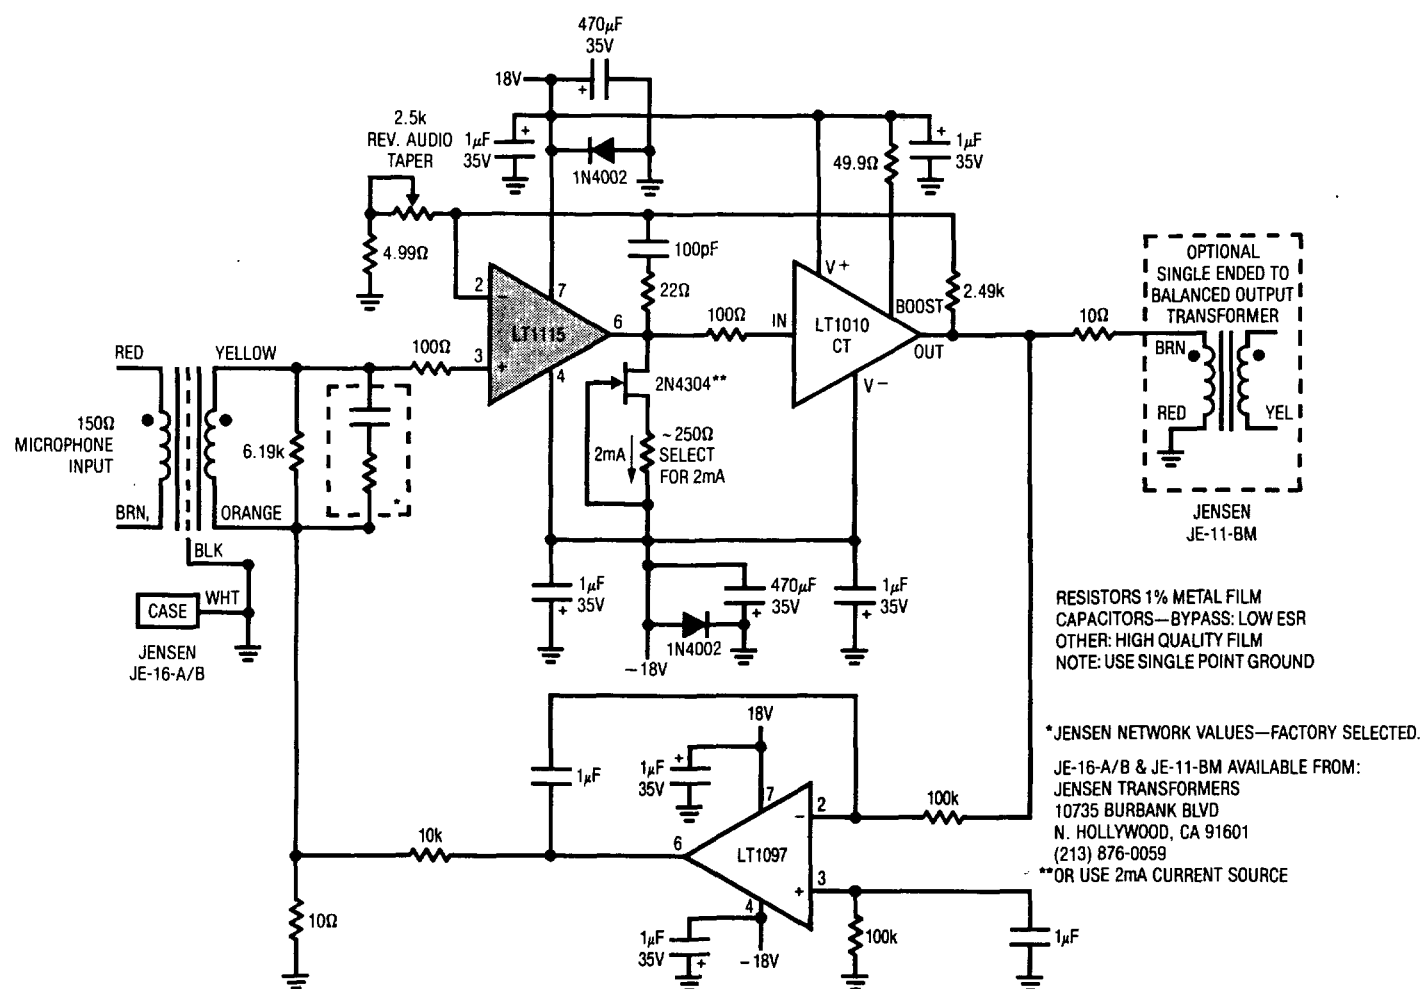 470μF
35V
18V
2.5k
REV. AUDIO
TAPER
1μF
35V
+
+
1N4002
49.9Ω
+
1μF
35V
4.99Ω
100pF
22Ω
2
−
7
LT1115
6
3
+
4
100Ω
100Ω
IN
V+
LT1010
CT
BOOST
OUT
V−
2.49k
10Ω
OPTIONAL
SINGLE ENDED TO
BALANCED OUTPUT
TRANSFORMER
BRN
RED
YEL
JENSEN
JE-11-BM
RED
YELLOW
150Ω
MICROPHONE
INPUT
6.19k
*
BRN,
ORANGE
BLK
WHT
CASE
JENSEN
JE-16-A/B
2N4304**
2mA
~250Ω
SELECT
FOR 2mA
1μF
35V
+
470μF
35V
+
1μF
35V
+
1N4002
−18V
RESISTORS 1% METAL FILM
CAPACITORS—BYPASS: LOW ESR
OTHER: HIGH QUALITY FILM
NOTE: USE SINGLE POINT GROUND
*JENSEN NETWORK VALUES—FACTORY SELECTED.
JE-16-A/B & JE-11-BM AVAILABLE FROM:
JENSEN TRANSFORMERS
10735 BURBANK BLVD
N. HOLLYWOOD, CA 91601
(213) 876-0059
**OR USE 2mA CURRENT SOURCE
1μF
18V
+
1μF
35V
7
2
−
100k
10k
6
LT1097
3
+
4
1μF
35V
+
−18V
100k
1μF
10Ω